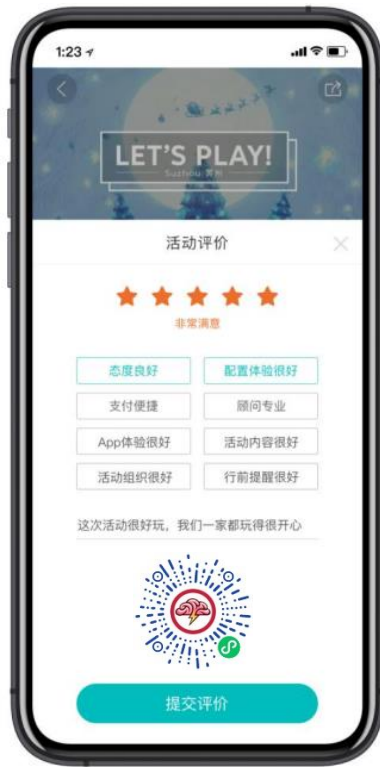 1:23
LET'S PLAY!
Suzhou 苏州
活动评价
非常满意
态度良好 配置体验很好
支付便捷 顾问专业
App体验很好 活动内容很好
活动组织很好 行前提醒很好
这次活动很好玩，我们一家都玩得很开心
提交评价